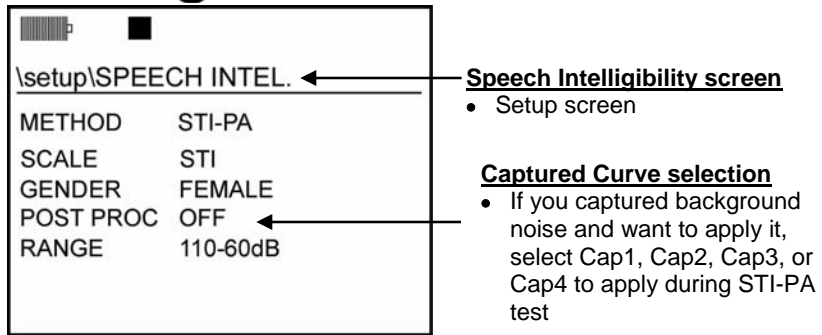 \setup\SPEECH INTEL.
METHOD STI-PA
SCALE STI
GENDER FEMALE
POST PROC OFF
RANGE 110-60dB
Speech Intelligibility screen
• Setup screen
Captured Curve selection
• If you captured background
noise and want to apply it,
select Cap1, Cap2, Cap3, or
Cap4 to apply during STI-PA
test